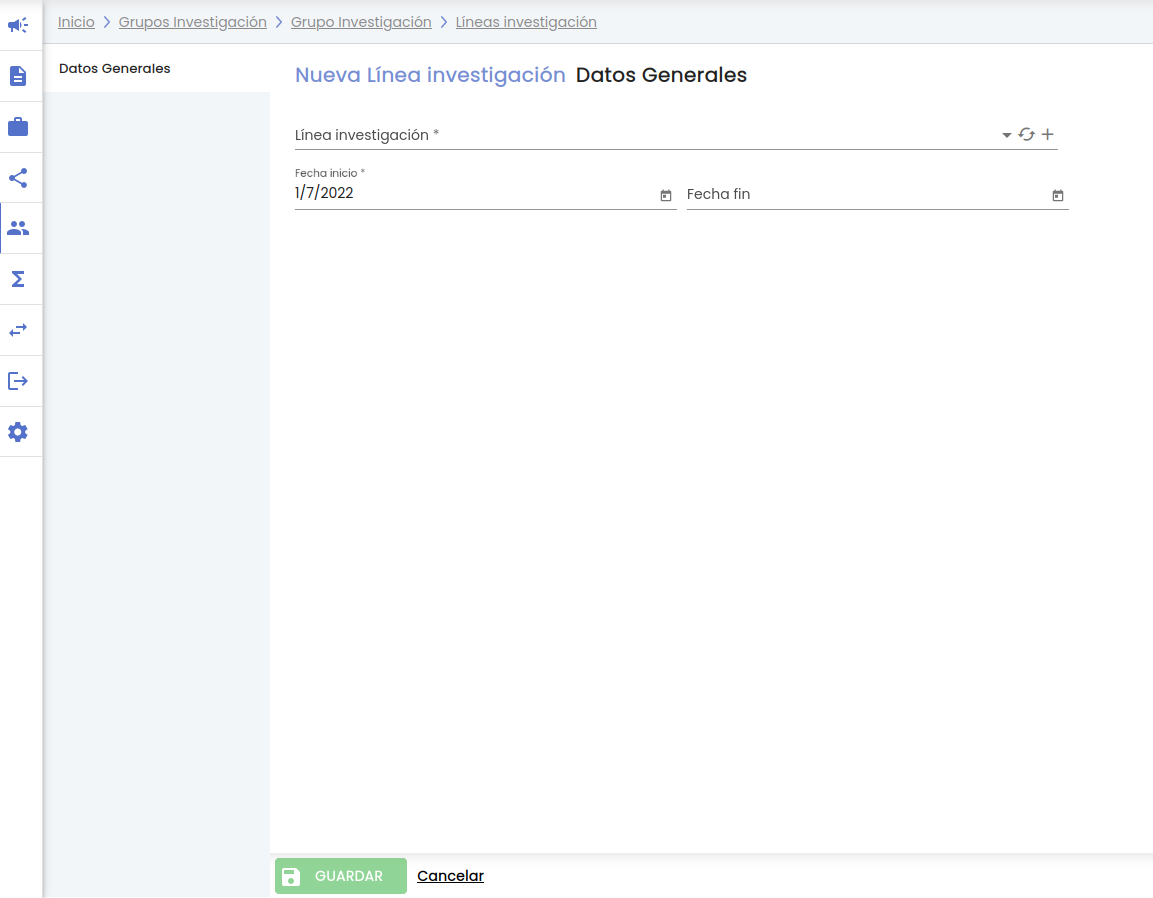 Inicio Grupos Investigación Grupo Investigación Líneas investigación
Datos Generales
Nueva Línea investigación Datos Generales
Línea investigación *
Fecha inicio *
1/7/2022
Fecha fin
GUARDAR
Cancelar